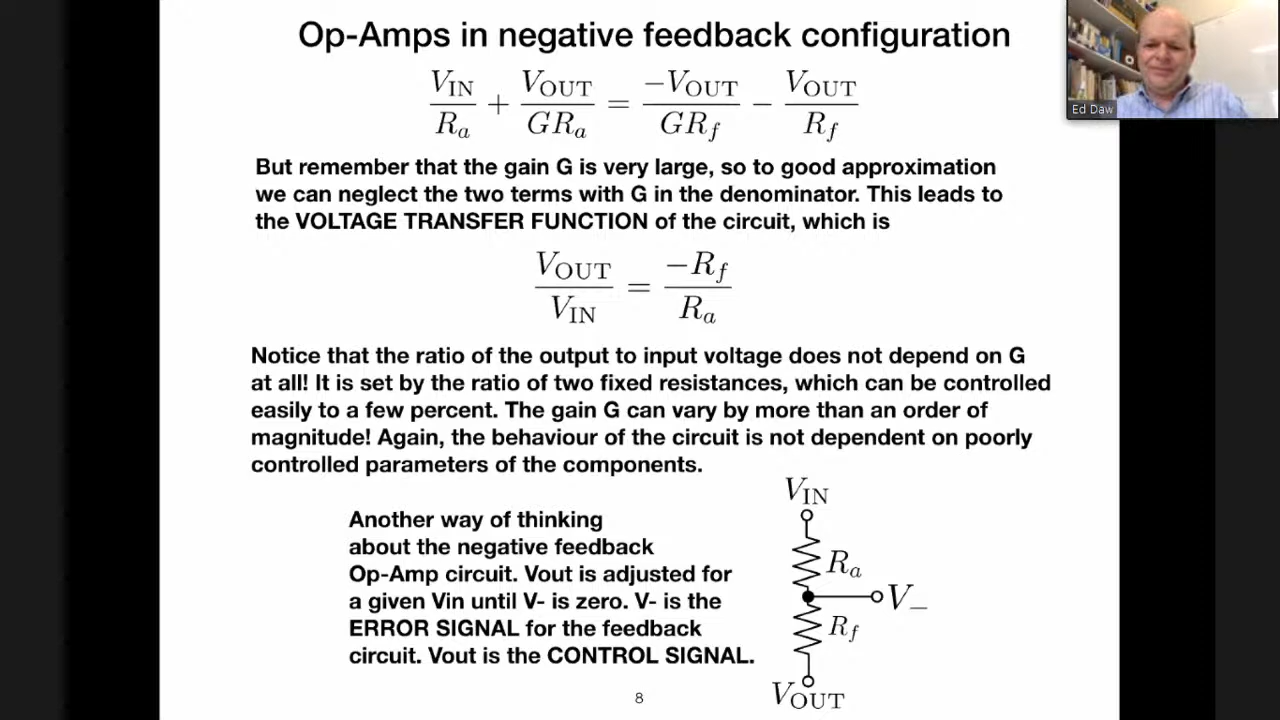 Op-Amps in negative feedback configuration
V_IN/R_a + V_OUT/GR_a = -V_OUT/GR_f - V_OUT/R_f
Ed Daw
But remember that the gain G is very large, so to good approximation
we can neglect the two terms with G in the denominator. This leads to
the VOLTAGE TRANSFER FUNCTION of the circuit, which is
V_OUT/V_IN = -R_f/R_a
Notice that the ratio of the output to input voltage does not depend on G
at all! It is set by the ratio of two fixed resistances, which can be controlled
easily to a few percent. The gain G can vary by more than an order of
magnitude! Again, the behaviour of the circuit is not dependent on poorly
controlled parameters of the components.
Another way of thinking
about the negative feedback
Op-Amp circuit. Vout is adjusted for
a given Vin until V- is zero. V- is the
ERROR SIGNAL for the feedback
circuit. Vout is the CONTROL SIGNAL.
V_IN
R_a
V_−
R_f
V_OUT
8